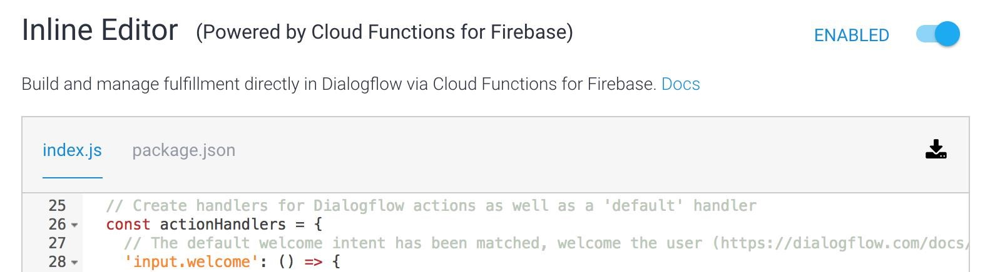 Inline Editor (Powered by Cloud Functions for Firebase) ENABLED
Build and manage fulfillment directly in Dialogflow via Cloud Functions for Firebase. Docs
index.js package.json
25 // Create handlers for Dialogflow actions as well as a 'default' handler
26 const actionHandlers = {
27 // The default welcome intent has been matched, welcome the user (https://dialogflow.com/docs/
28 'input.welcome': () => {